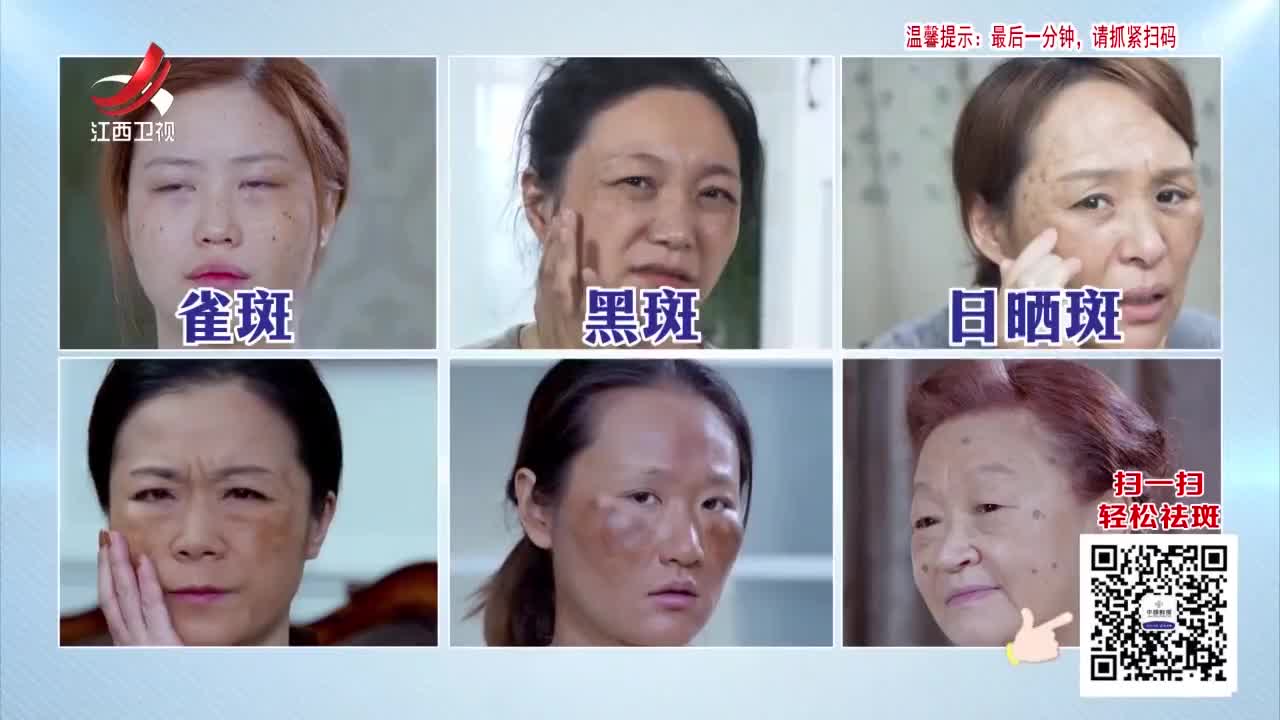 温馨提示：最后一分钟，请抓紧扫码
江西卫视
雀斑
黑斑
日晒斑
扫一扫
轻松祛斑